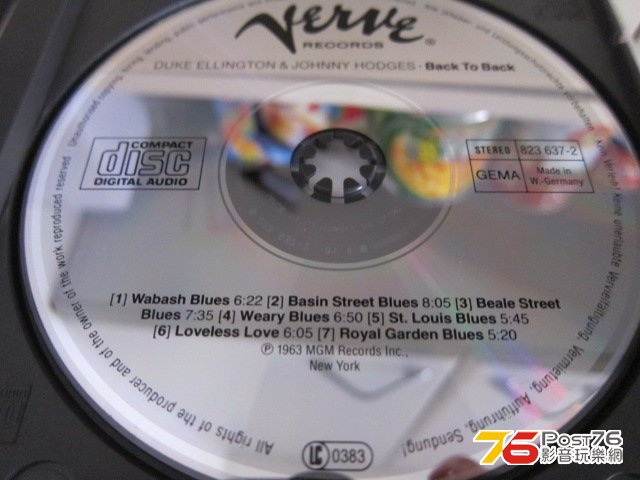 Verve
RECORDS ®
DUKE ELLINGTON & JOHNNY HODGES · Back To Back
COMPACT
disc
DIGITAL AUDIO
STEREO 823 637-2
GEMA Made in
W.-Germany
[1] Wabash Blues 6:22 [2] Basin Street Blues 8:05 [3] Beale Street
Blues 7:35 [4] Weary Blues 6:50 [5] St. Louis Blues 5:45
[6] Loveless Love 6:05 [7] Royal Garden Blues 5:20
℗ 1963 MGM Records Inc.,
New York
All rights of the producer and of the owner of the work reproduced reserved
Vervielfältigung, Vermietung, Aufführung, Sendung!
LC 0383
76 Post76
影音玩樂網